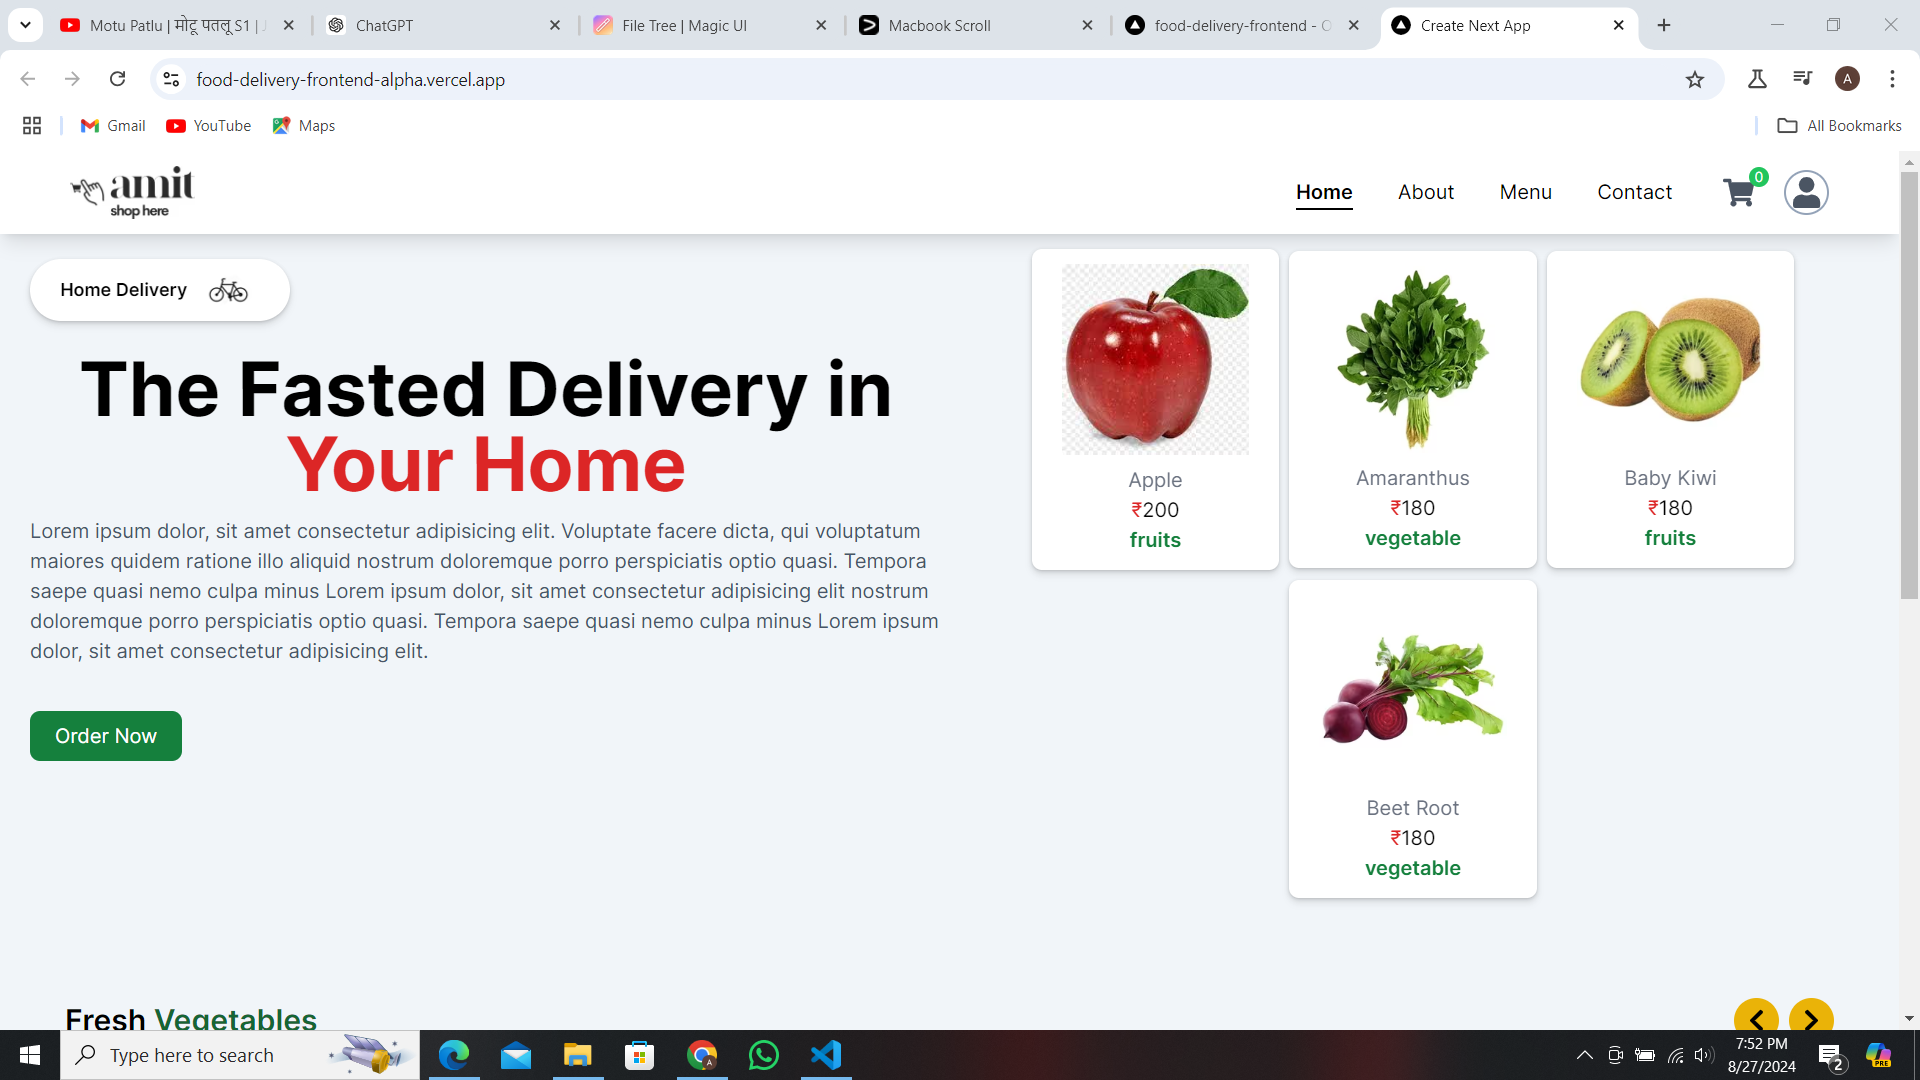 Motu Patlu | मोटू पतलू S1 | J
ChatGPT
File Tree | Magic UI
Macbook Scroll
food-delivery-frontend - O
Create Next App
food-delivery-frontend-alpha.vercel.app
A
Gmail
YouTube
Maps
All Bookmarks
amit
shop here
Home
About
Menu
Contact
0
Home Delivery
The Fasted Delivery in
Your Home
Lorem ipsum dolor, sit amet consectetur adipisicing elit. Voluptate facere dicta, qui voluptatum
maiores quidem ratione illo aliquid nostrum doloremque porro perspiciatis optio quasi. Tempora
saepe quasi nemo culpa minus Lorem ipsum dolor, sit amet consectetur adipisicing elit nostrum
doloremque porro perspiciatis optio quasi. Tempora saepe quasi nemo culpa minus Lorem ipsum
dolor, sit amet consectetur adipisicing elit.
Order Now
Apple
₹200
fruits
Amaranthus
₹180
vegetable
Baby Kiwi
₹180
fruits
Beet Root
₹180
vegetable
Fresh Vegetables
Type here to search
A
7:52 PM
8/27/2024
2
PRE